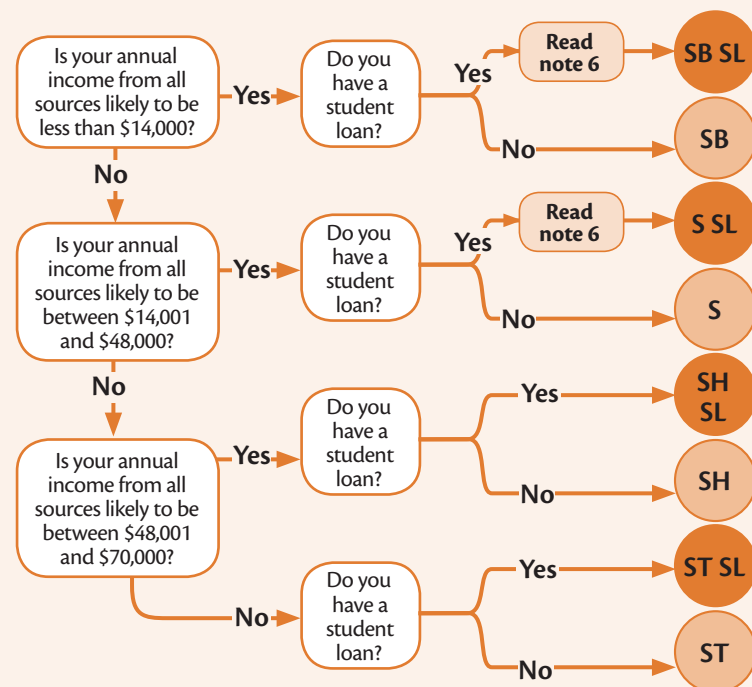 Is your annual
income from all
sources likely to be
less than $14,000?
Yes
Do you
have a
student
loan?
Yes
Read
note 6
SB SL
No
SB
No
Is your annual
income from all
sources likely to be
between $14,001
and $48,000?
Yes
Do you
have a
student
loan?
Yes
Read
note 6
S SL
No
S
No
Is your annual
income from all
sources likely to be
between $48,001
and $70,000?
Yes
Do you
have a
student
loan?
Yes
SH
SL
No
SH
No
Do you
have a
student
loan?
Yes
ST SL
No
ST